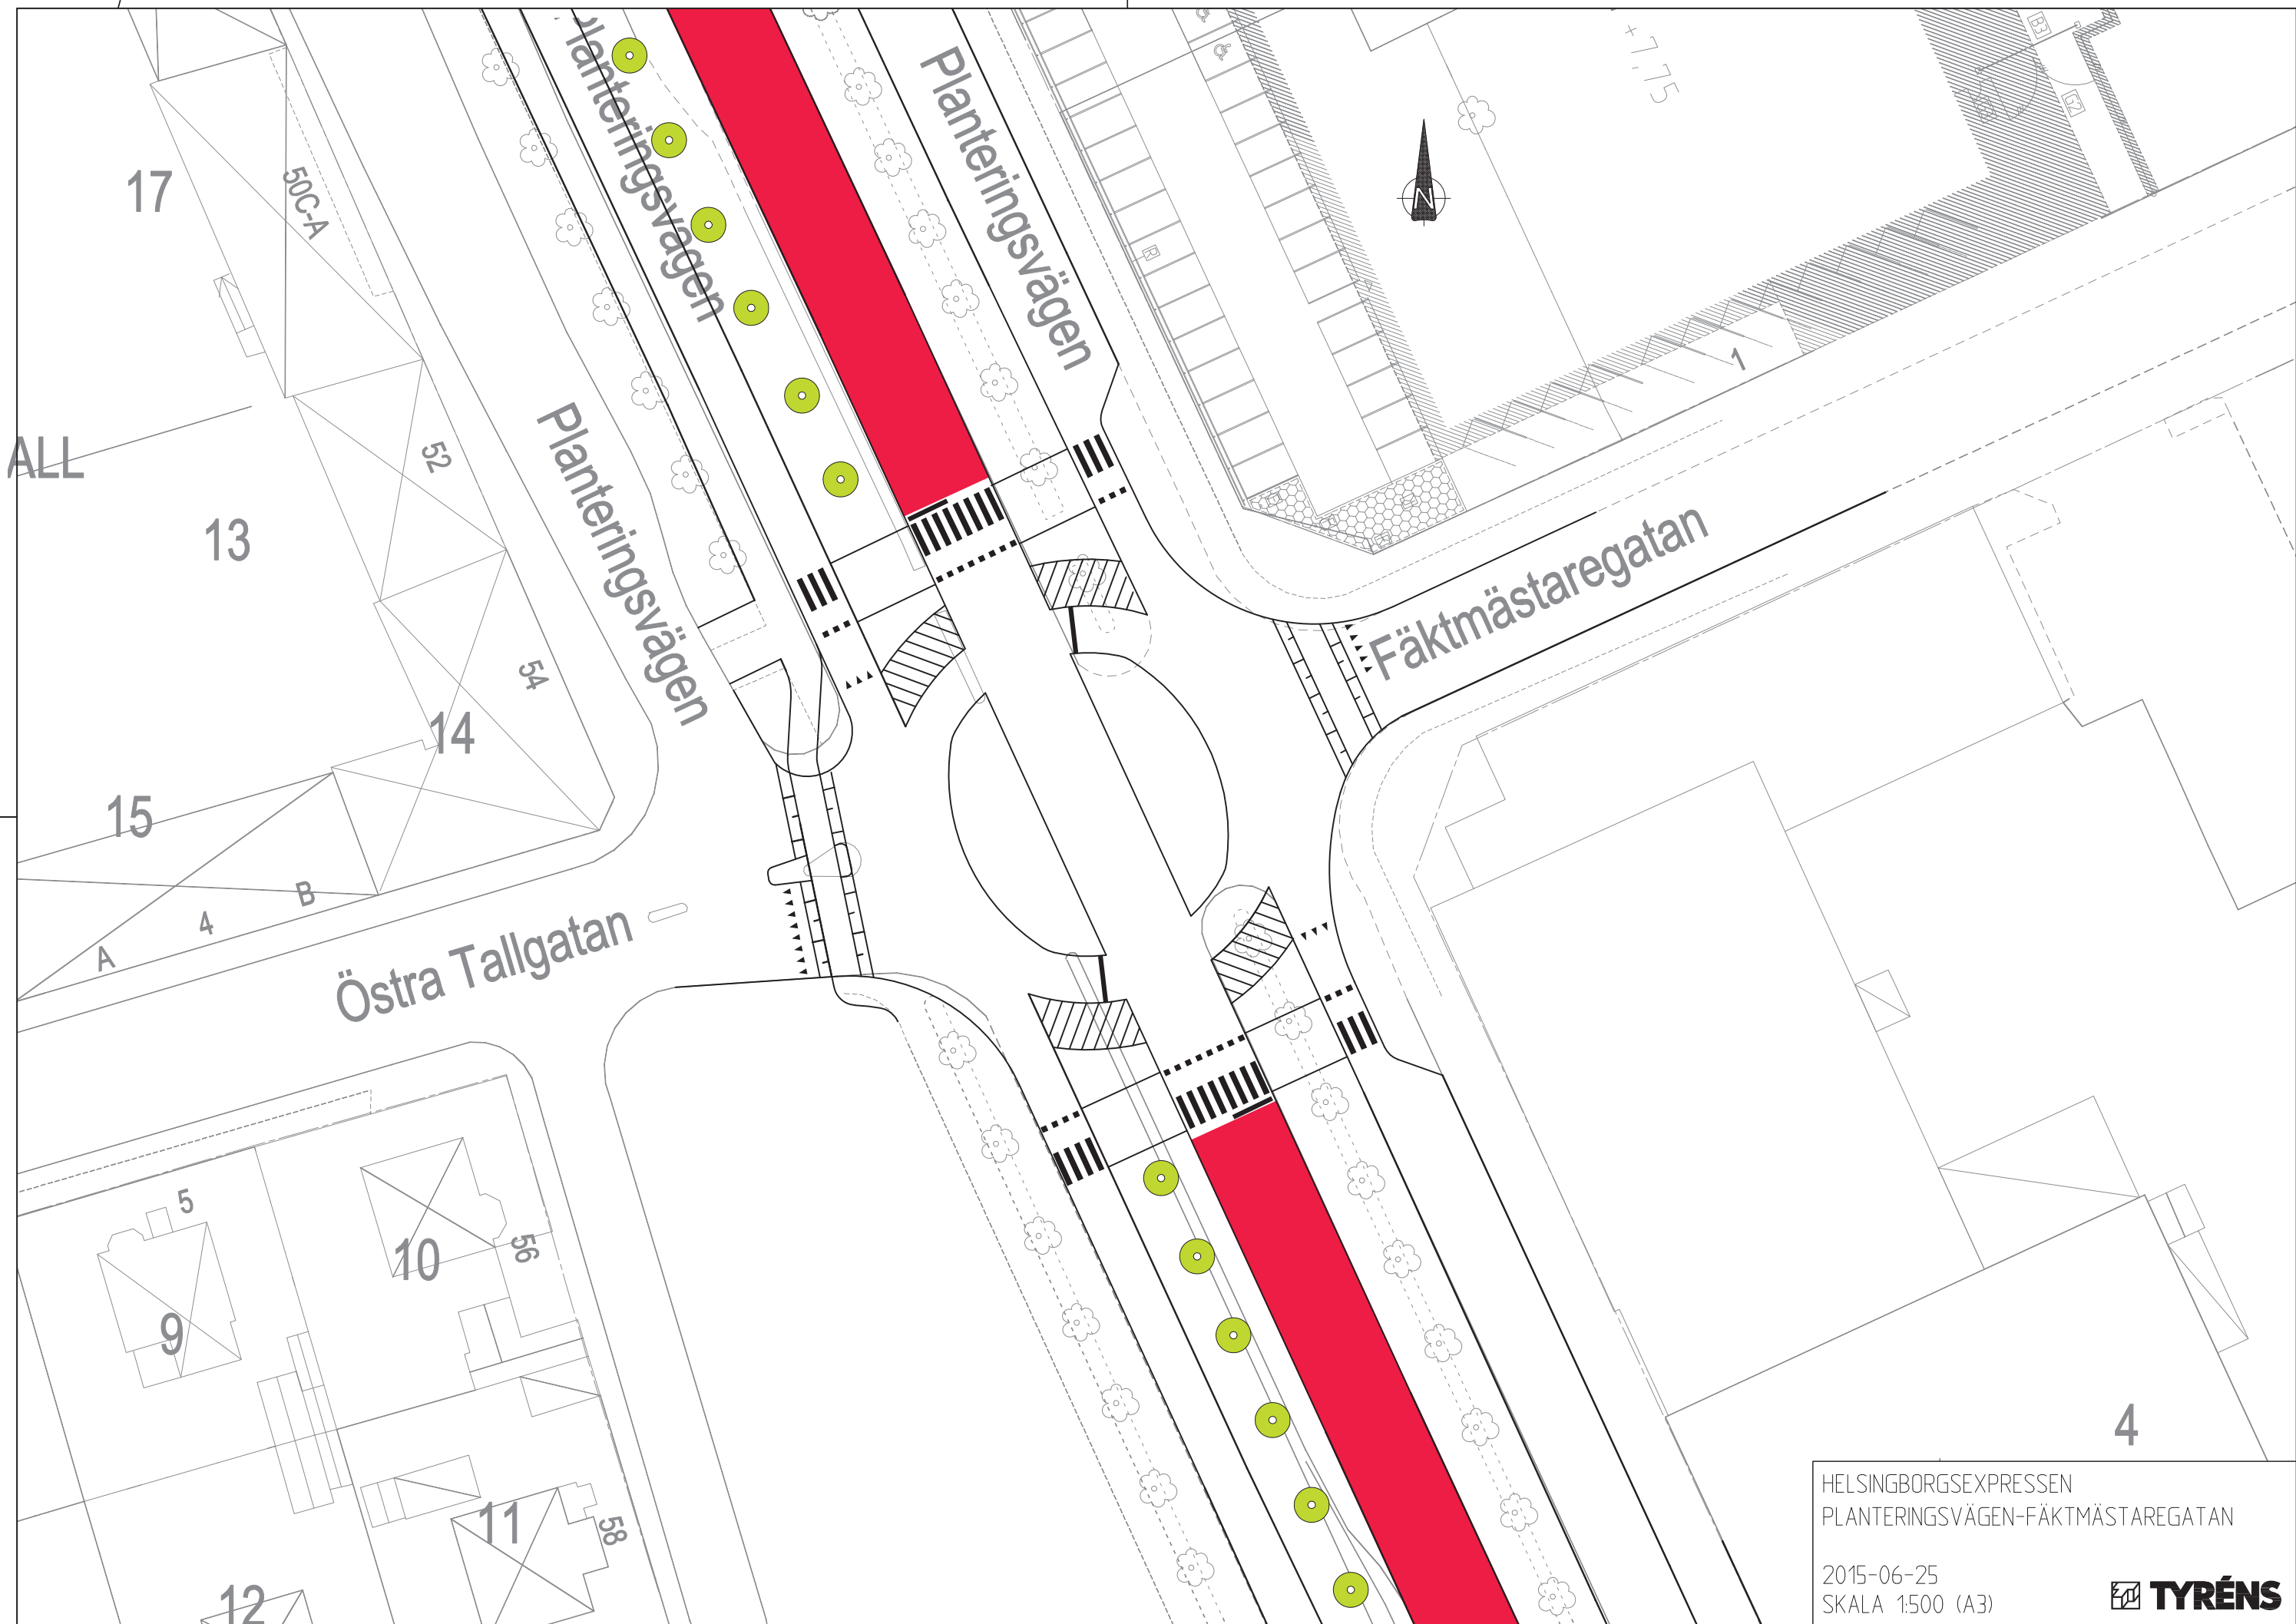 Planteringsvägen
Planteringsvägen
17
50C-A
N
1
ALL
52
13
Planteringsvägen
Fäktmästaregatan
54
14
15
B
4
A
Östra Tallgatan
5
10
56
9
4
11
58
12
HELSINGBORGSEXPRESSEN
PLANTERINGSVÄGEN-FÄKTMÄSTAREGATAN
2015-06-25
SKALA 1:500 (A3)
TYRÉNS